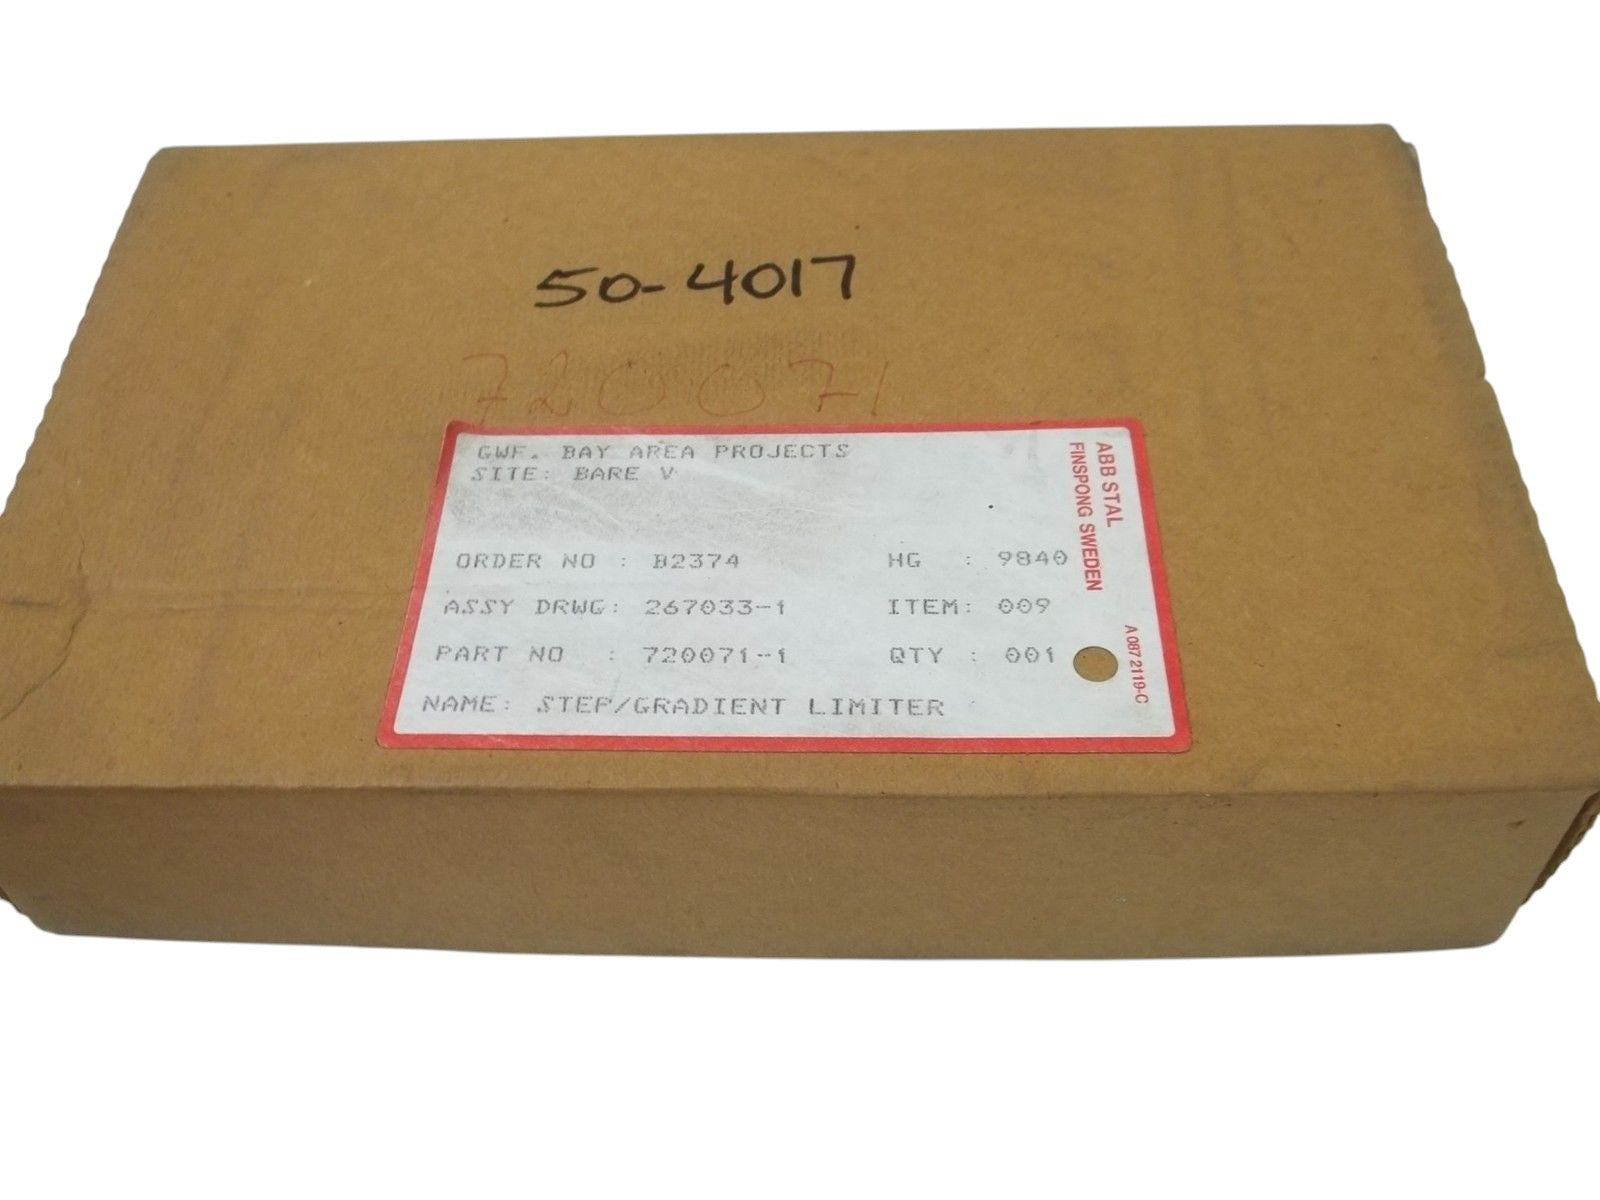 50-4017
720071
GWF. BAY AREA PROJECTS
SITE: BARE V
ORDER NO : B2374 HG : 9840
ASSY DRWG: 267033-1 ITEM: 009
PART NO : 720071-1 QTY : 001
NAME: STEP/GRADIENT LIMITER
ABB STAL
FINSPONG SWEDEN
A 087 2119-C